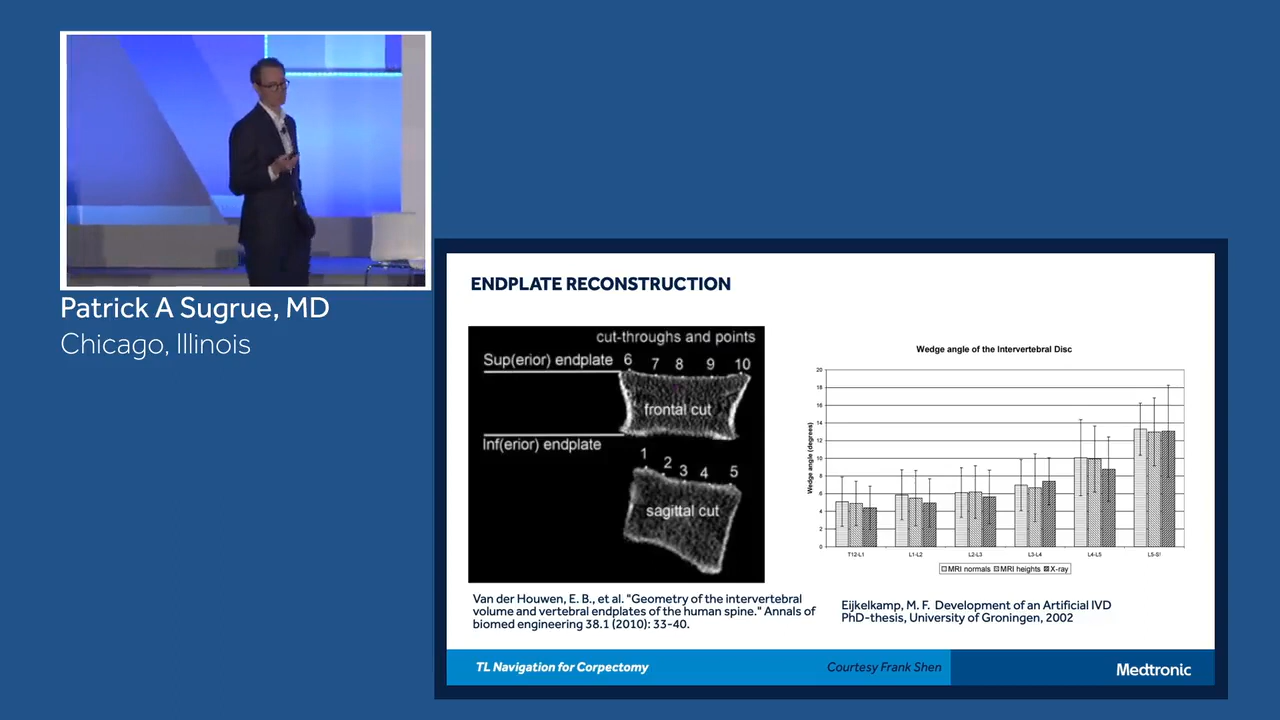 Patrick A Sugrue, MD
Chicago, Illinois
ENDPLATE RECONSTRUCTION
cut-throughs and points
Sup(erior) endplate 6 7 8 9 10
frontal cut
Inf(erior) endplate
1 2 3 4 5
sagittal cut
Van der Houwen, E. B., et al. "Geometry of the intervertebral
volume and vertebral endplates of the human spine." Annals of
biomed engineering 38.1 (2010): 33-40.
Wedge angle of the Intervertebral Disc
Wedge angle (degrees)
20
18
16
14
12
10
8
6
4
2
0
T12-L1 L1-L2 L2-L3 L3-L4 L4-L5 L5-S1
MRI normals MRI heights X-ray
Eijkelkamp, M. F. Development of an Artificial IVD
PhD-thesis, University of Groningen, 2002
TL Navigation for Corpectomy
Courtesy Frank Shen
Medtronic